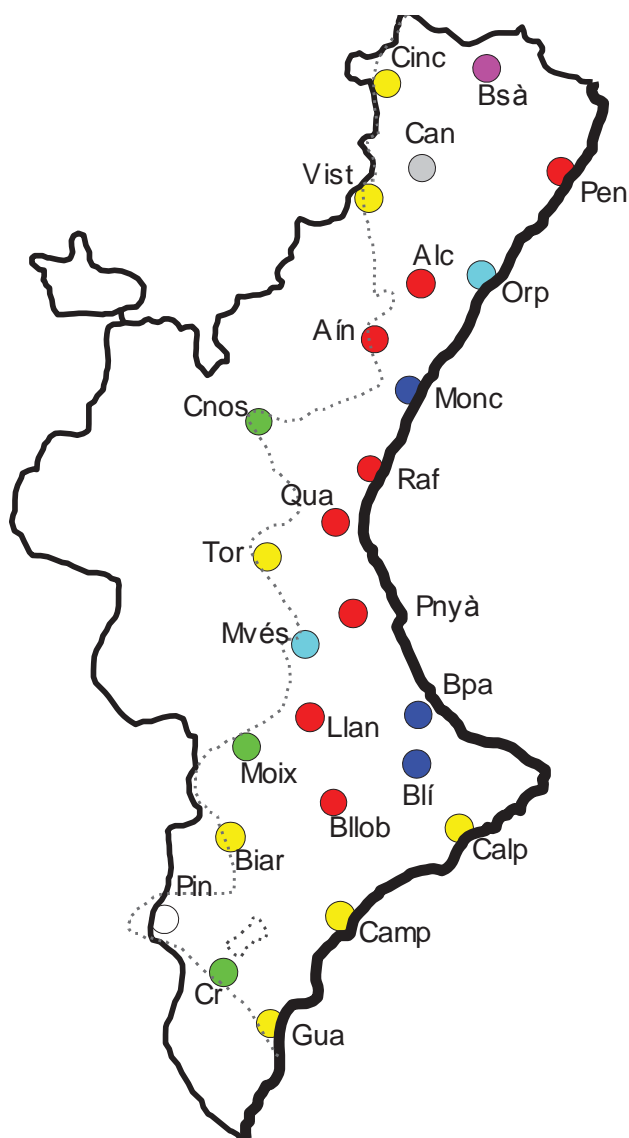 Cinc
Bsà
Can
Vist
Pen
Alc
Orp
Aín
Monc
Cnos
Raf
Qua
Tor
Pnyà
Mvés
Bpa
Llan
Moix
Blí
Bllob
Calp
Biar
Pin
Camp
Cr
Gua